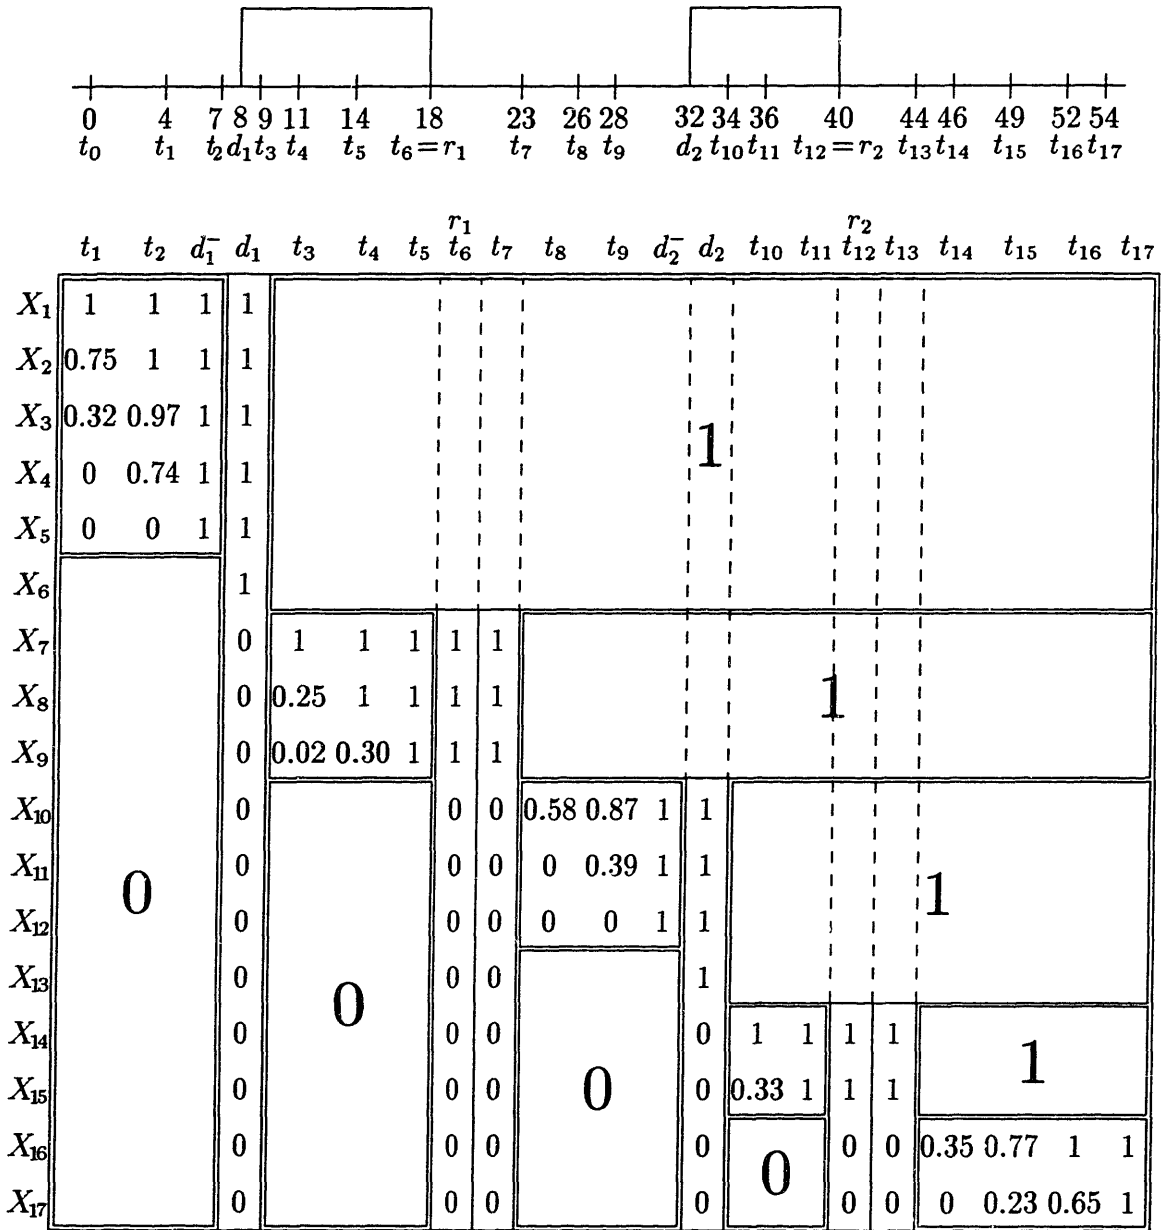 0 4 7 8 9 11 14 18 23 26 28 32 34 36 40 44 46 49 52 54
t₀ t₁ t₂ d₁ t₃ t₄ t₅ t₆=r₁ t₇ t₈ t₉ d₂ t₁₀ t₁₁ t₁₂=r₂ t₁₃ t₁₄ t₁₅ t₁₆ t₁₇
r₁ r₂
t₁ t₂ d₁⁻ d₁ t₃ t₄ t₅ t₆ t₇ t₈ t₉ d₂⁻ d₂ t₁₀ t₁₁ t₁₂ t₁₃ t₁₄ t₁₅ t₁₆ t₁₇
X₁ 1 1 1 1
X₂ 0.75 1 1 1
X₃ 0.32 0.97 1 1
1
X₄ 0 0.74 1 1
X₅ 0 0 1 1
X₆ 1
X₇ 0 1 1 1 1 1
X₈ 0 0.25 1 1 1 1 1
X₉ 0 0.02 0.30 1 1 1
X₁₀ 0 0 0 0.58 0.87 1 1
X₁₁ 0 0 0 0 0.39 1 1
0 1
X₁₂ 0 0 0 0 0 1 1
X₁₃ 0 0 0 1
0
X₁₄ 0 0 0 0 1 1 1 1
1
X₁₅ 0 0 0 0 0 0.33 1 1 1
X₁₆ 0 0 0 0 0 0 0.35 0.77 1 1
0
X₁₇ 0 0 0 0 0 0 0 0.23 0.65 1